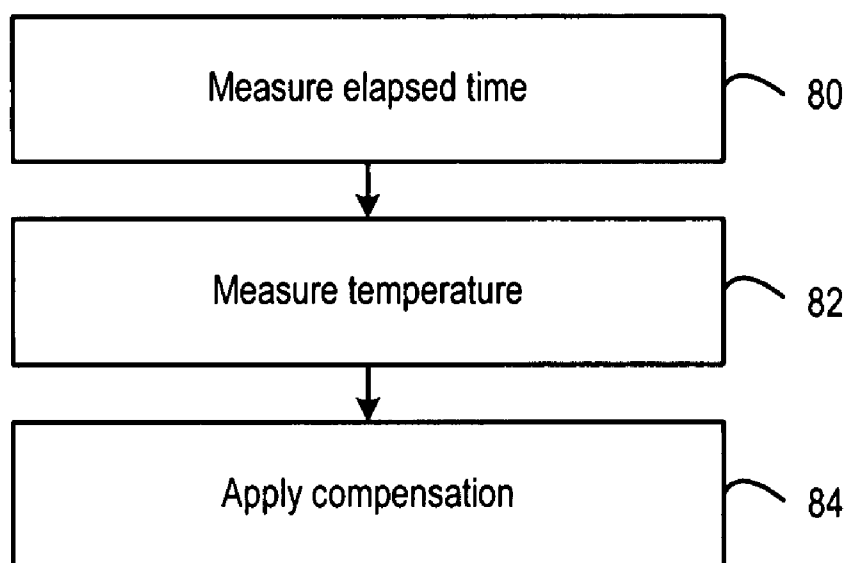 Measure elapsed time
80
Measure temperature
82
Apply compensation
84